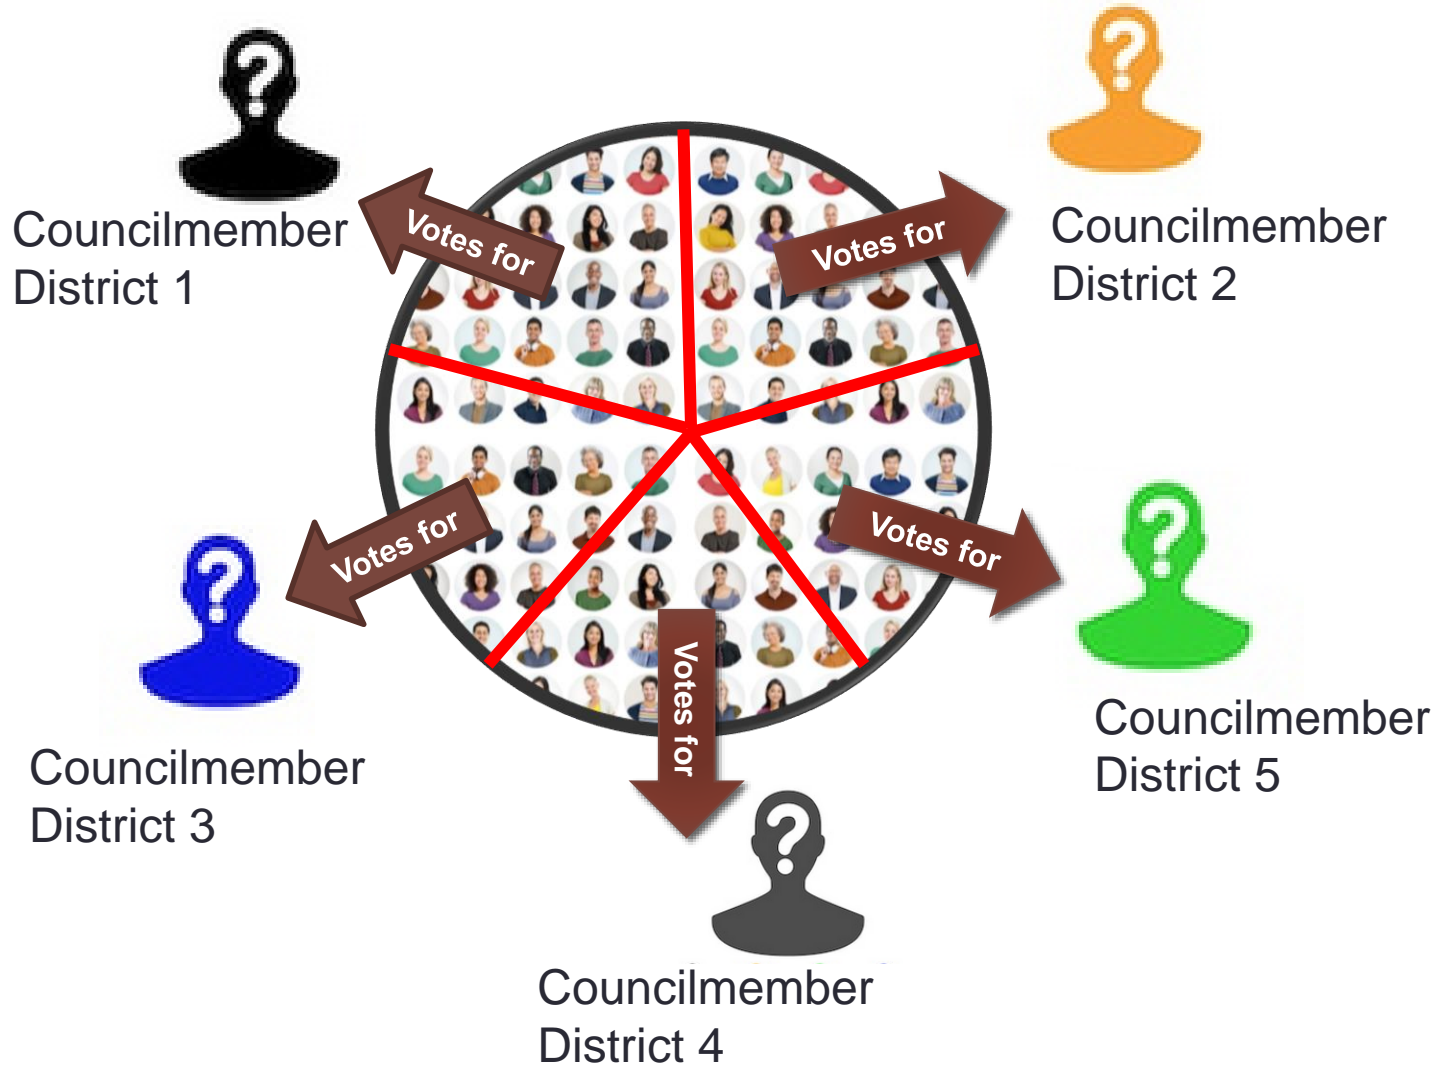 ?
Councilmember
District 1
?
Councilmember
District 2
Votes for
Votes for
Votes for
Votes for
Votes for
?
Councilmember
District 3
?
Councilmember
District 5
?
Councilmember
District 4